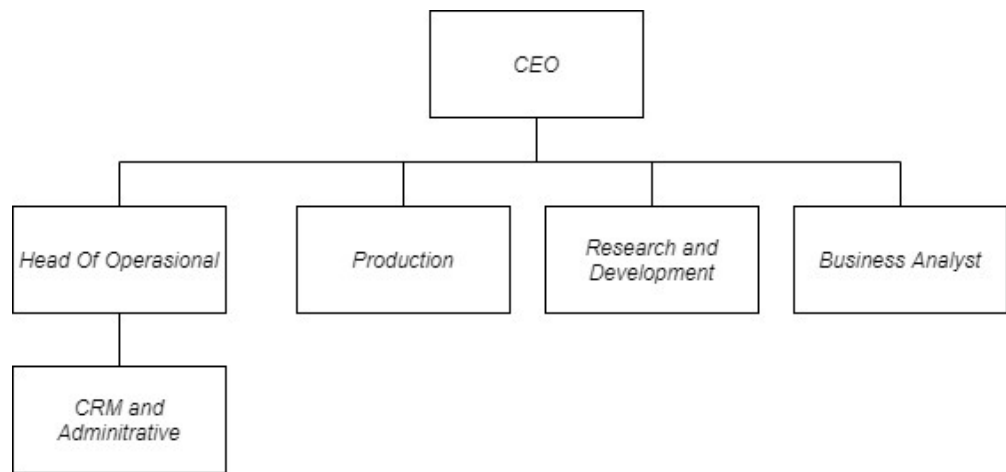 CEO
Head Of Operasional
Production
Research and
Development
Business Analyst
CRM and
Adminitrative